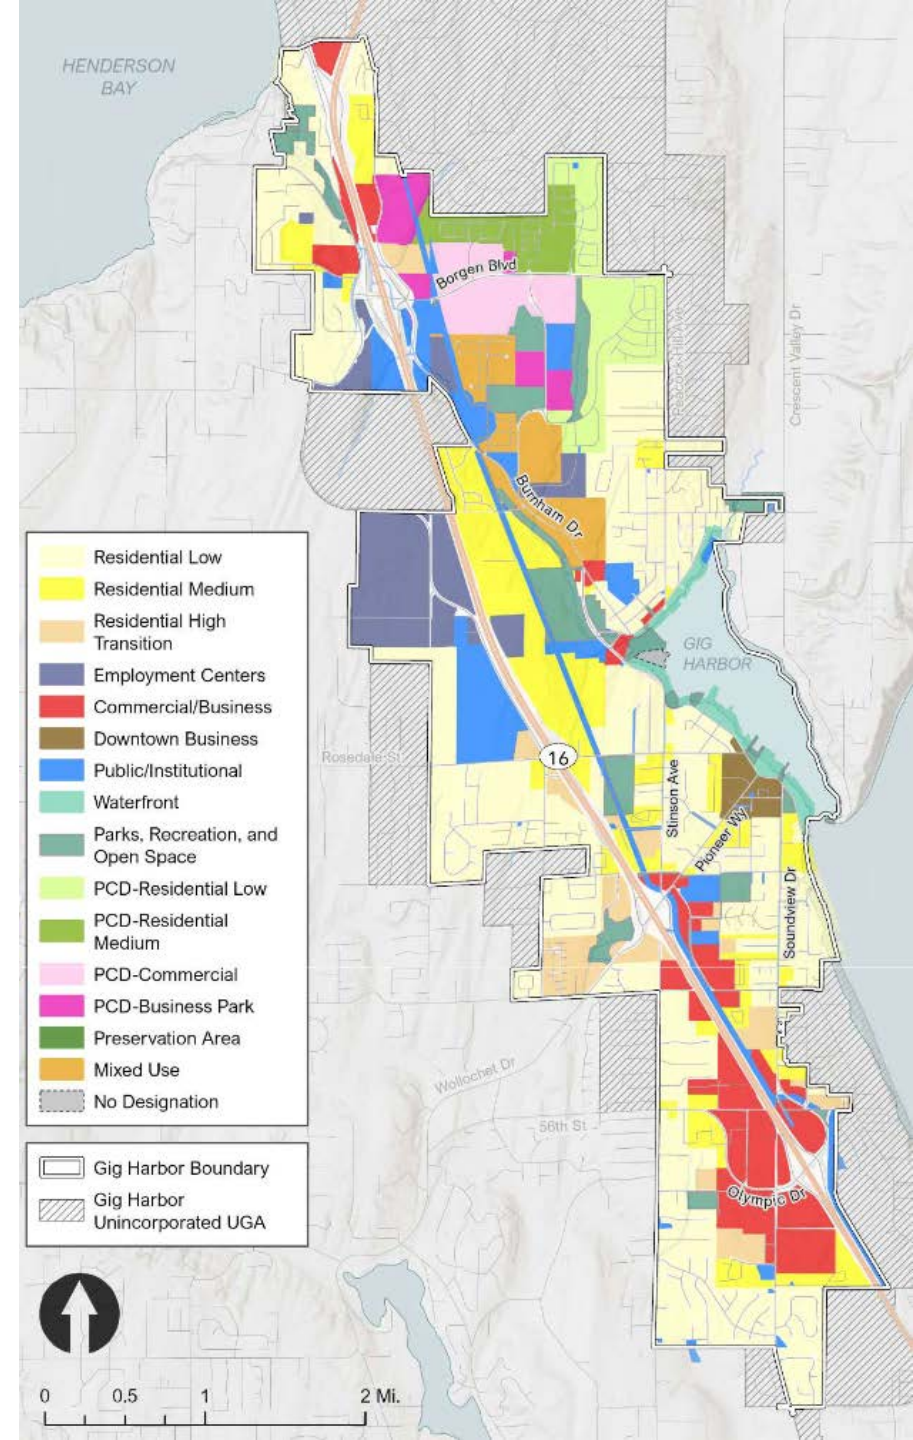 HENDERSON
BAY
Borgen Blvd
Peacock Hill Ave
Crescent Valley Dr
Burnham Dr
GIG
HARBOR
Rosedale St
16
Stinson Ave
Pioneer Wy
Soundview Dr
Wollochet Dr
56th St
Olympic Dr
Residential Low
Residential Medium
Residential High
Transition
Employment Centers
Commercial/Business
Downtown Business
Public/Institutional
Waterfront
Parks, Recreation, and
Open Space
PCD-Residential Low
PCD-Residential
Medium
PCD-Commercial
PCD-Business Park
Preservation Area
Mixed Use
No Designation
Gig Harbor Boundary
Gig Harbor
Unincorporated UGA
0 0.5 1 2 Mi.